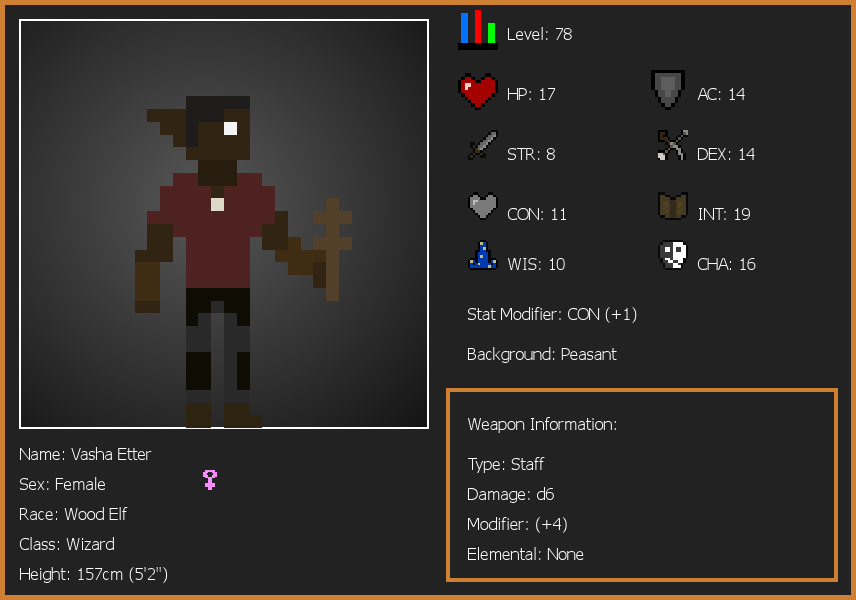 Level: 78
HP: 17
AC: 14
STR: 8
DEX: 14
CON: 11
INT: 19
WIS: 10
CHA: 16
Stat Modifier: CON (+1)
Background: Peasant
Weapon Information:
Type: Staff
Damage: d6
Modifier: (+4)
Elemental: None
Name: Vasha Etter
Sex: Female
Race: Wood Elf
Class: Wizard
Height: 157cm (5'2")